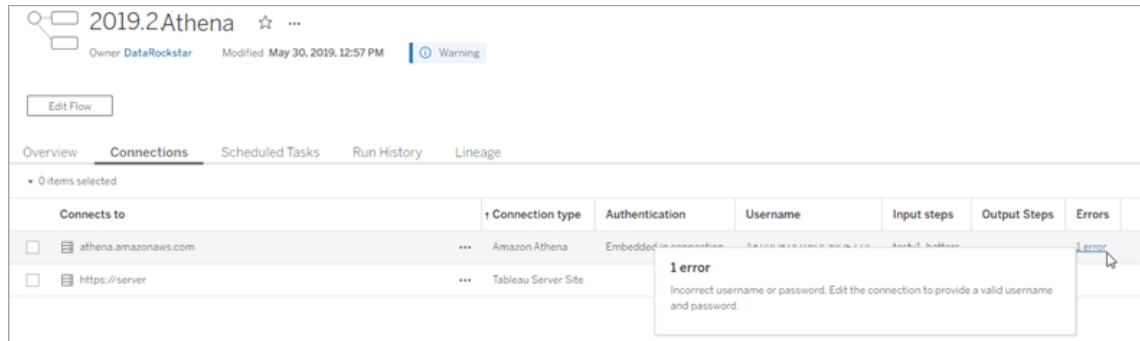 2019.2 Athena
Owner DataRockstar Modified May 30, 2019, 12:57 PM Warning
Edit Flow
Overview Connections Scheduled Tasks Run History Lineage
0 items selected
Connects to ↑ Connection type Authentication Username Input steps Output Steps Errors
athena.amazonaws.com ... Amazon Athena Embedded in connection 1 error
https://server ... Tableau Server Site
1 error
Incorrect username or password. Edit the connection to provide a valid username
and password.